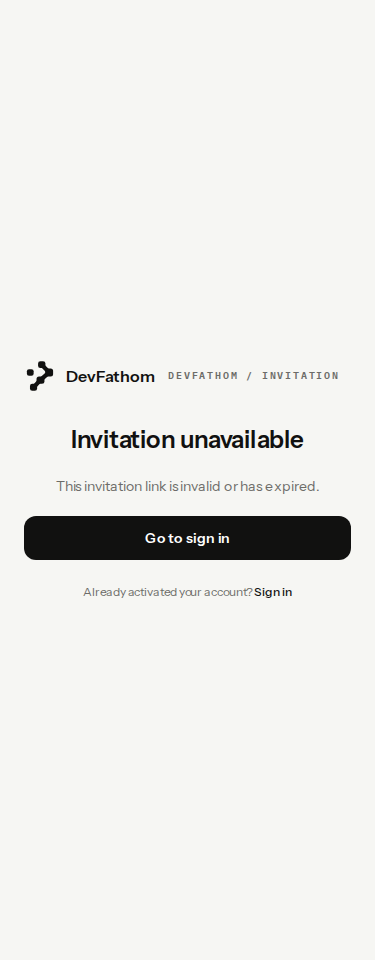 DevFathom DEVFATHOM / INVITATION
Invitation unavailable
This invitation link is invalid or has expired.
Go to sign in
Already activated your account? Sign in